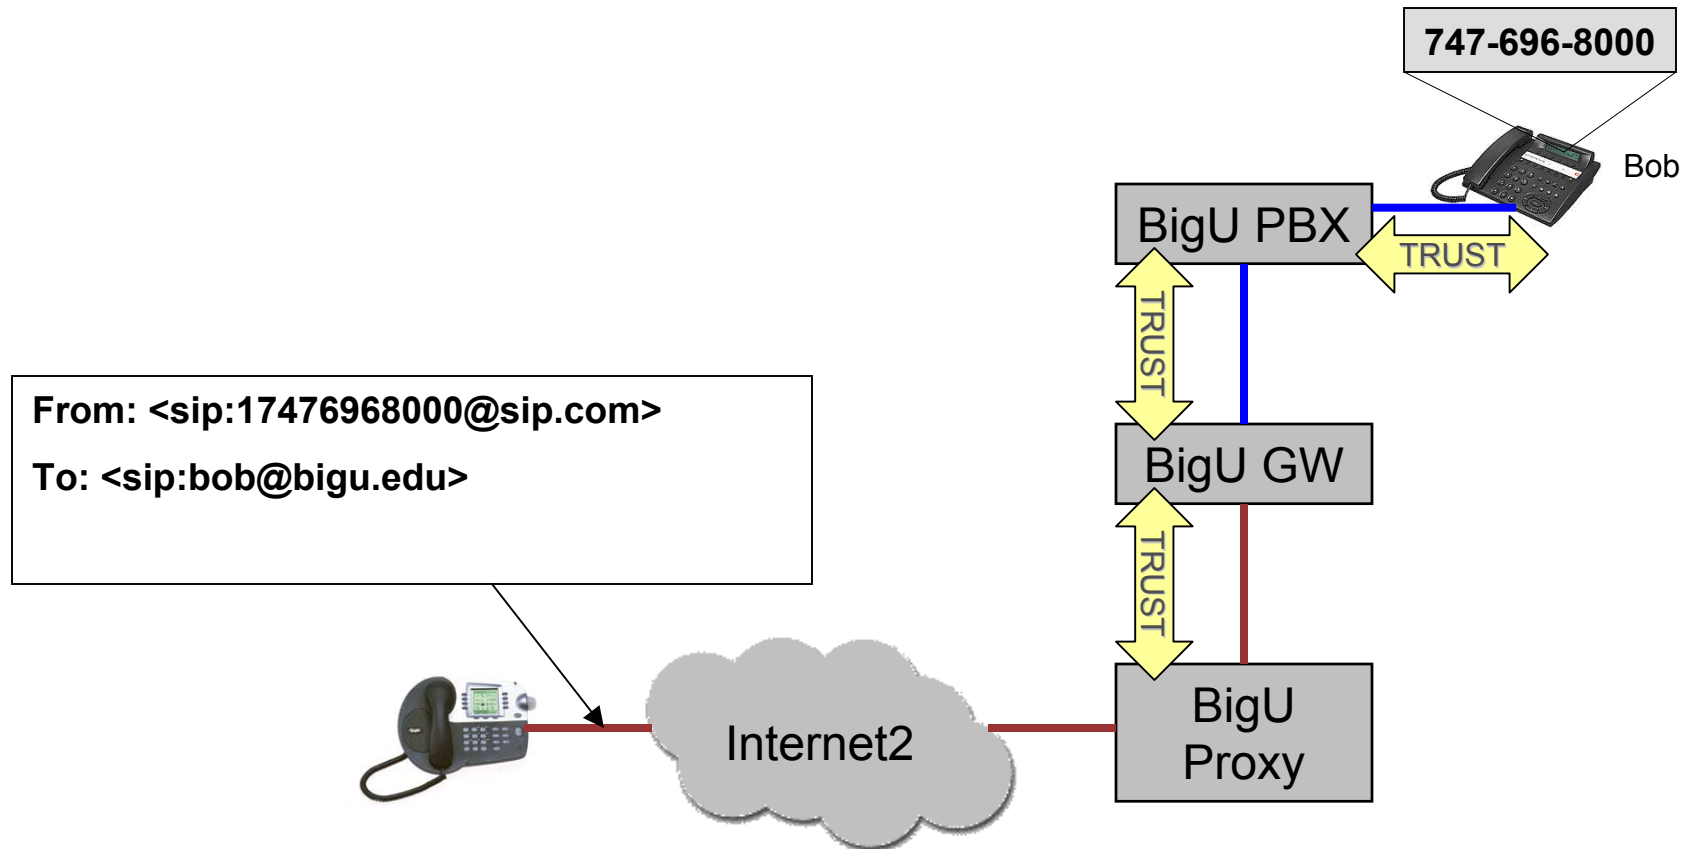 747-696-8000
Bob
BigU PBX
TRUST
TRUST
From: <sip:17476968000@sip.com>
To: <sip:bob@bigu.edu>
BigU GW
TRUST
Internet2
BigU
Proxy